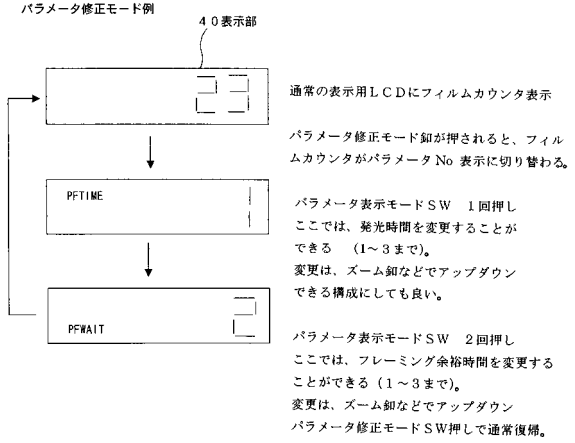 パラメータ修正モード例
40表示部
23
通常の表示用LCDにフィルムカウンタ表示
パラメータ修正モード釦が押されると、フィル
ムカウンタがパラメータNo 表示に切り替わる。
PFTIME
1
パラメータ表示モードSW 1回押し
ここでは、発光時間を変更することが
できる (1~3まで)。
変更は、ズーム釦などでアップダウン
できる構成にしても良い。
PFWAIT
2
パラメータ表示モードSW 2回押し
ここでは、フレーミング余裕時間を変更する
ことができる(1~3まで)。
変更は、ズーム釦などでアップダウン
パラメータ修正モードSW押しで通常復帰。